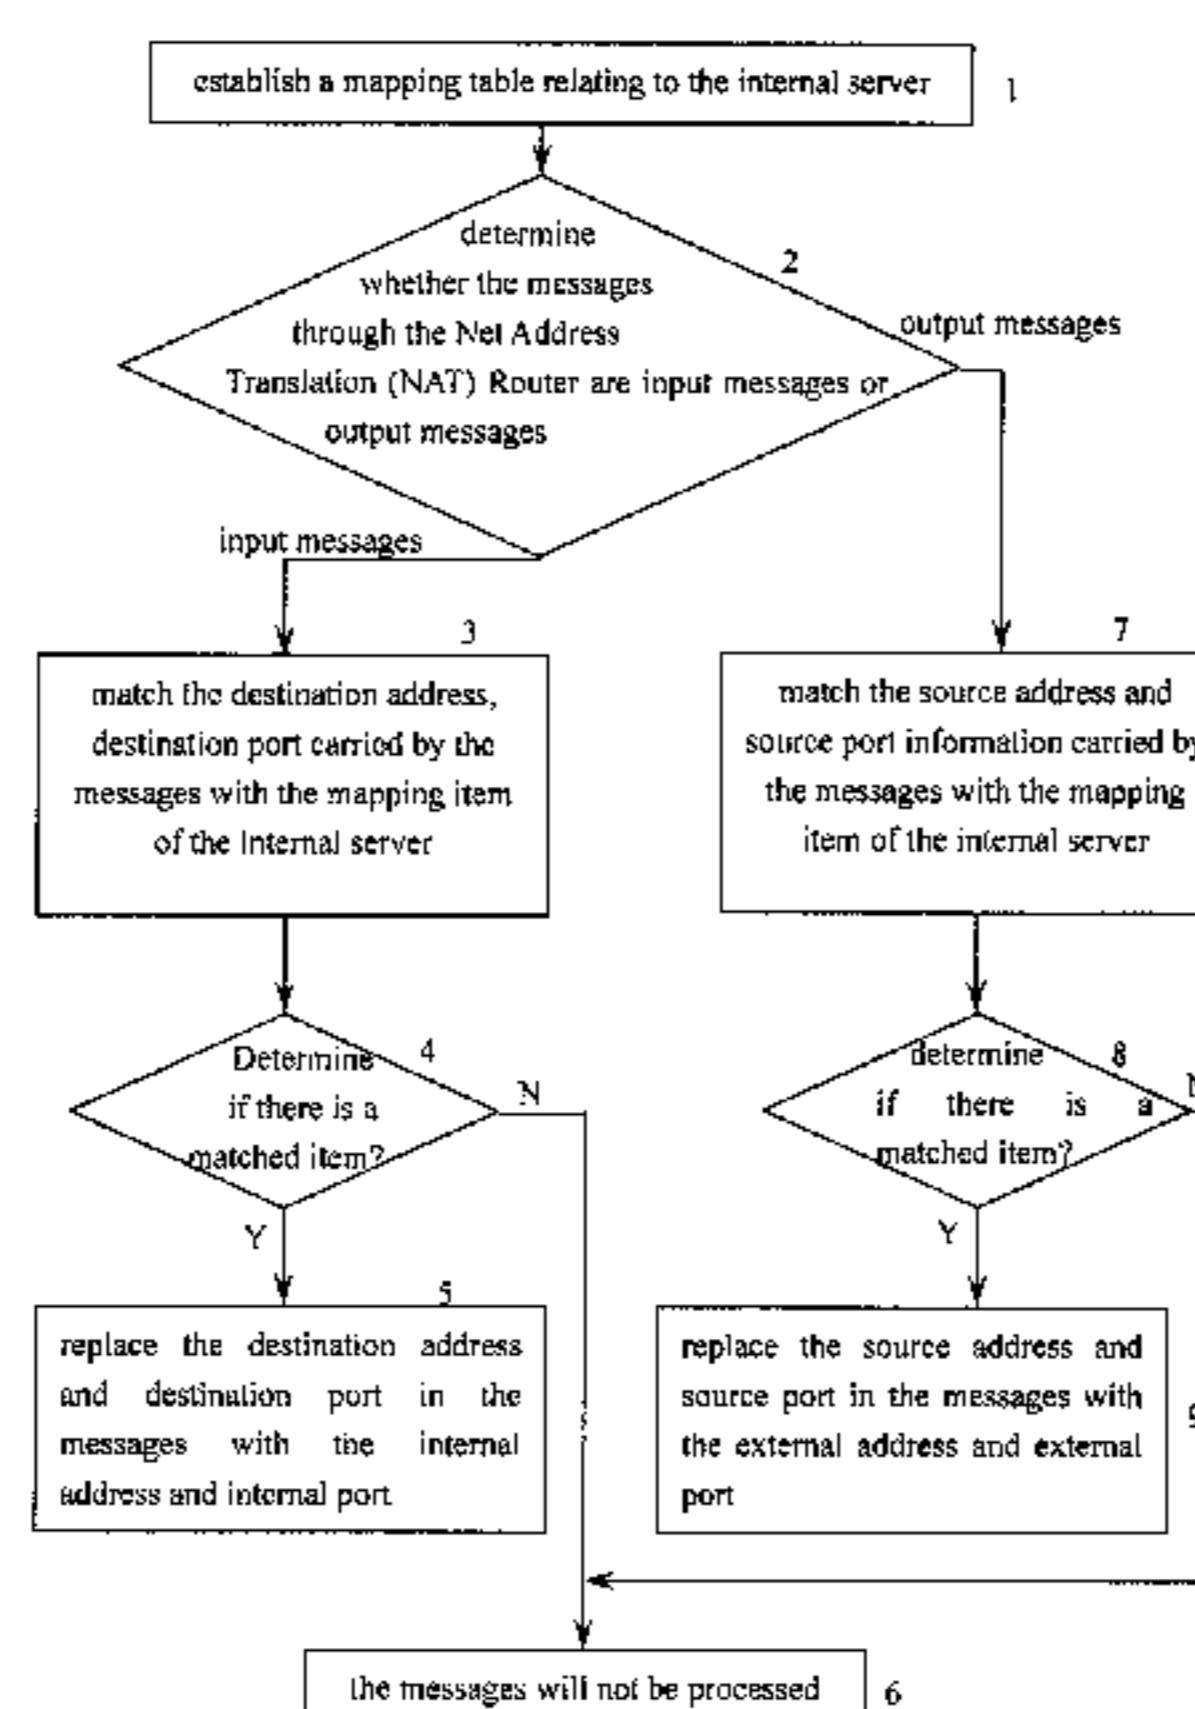 establish a mapping table relating to the internal server
1
determine
2
whether the messages
through the Net Address
output messages
Translation (NAT) Router are input messages or
output messages
input messages
3
match the destination address,
destination port carried by the
messages with the mapping item
of the internal server
7
match the source address and
source port information carried by
the messages with the mapping
item of the internal server
Determine
4
if there is a
N
matched item?
Y
determine
8
if there is a
matched item?
Y
5
replace the destination address
and destination port in the
messages with the internal
address and internal port
replace the source address and
source port in the messages with
the external address and external
port
the messages will not be processed
6